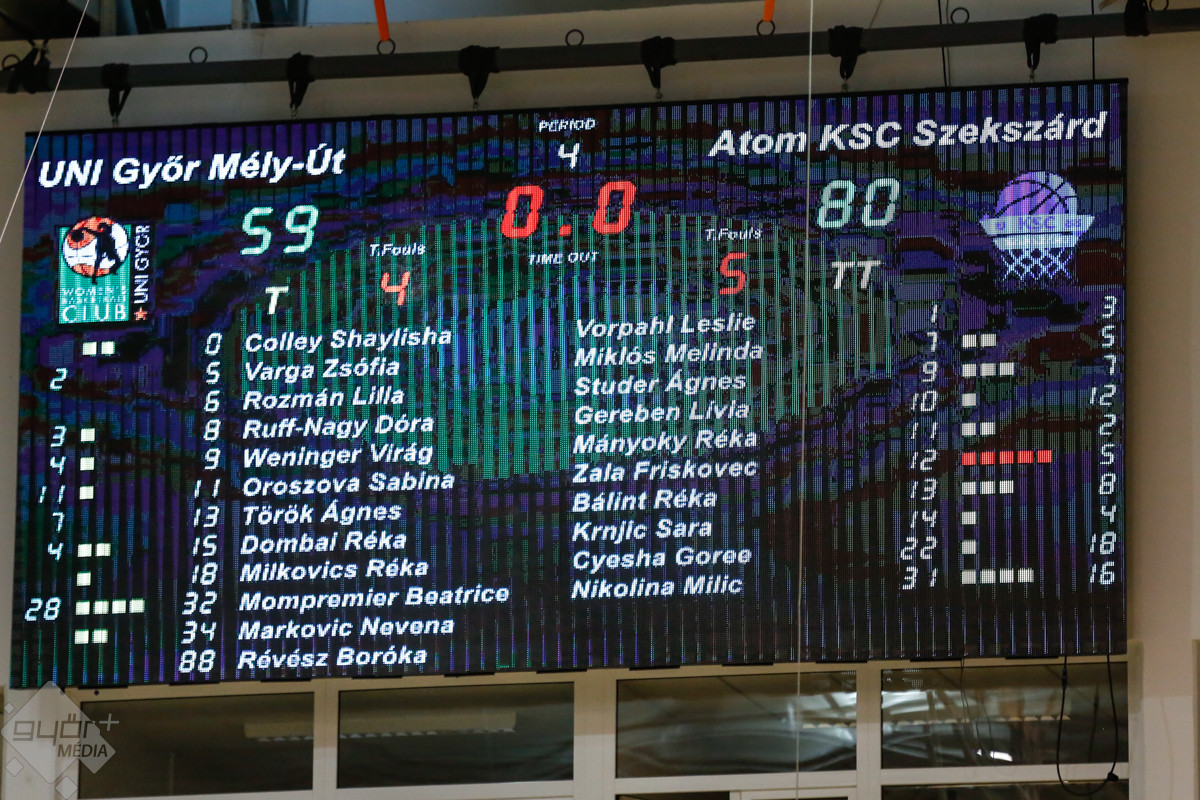 PERIOD
4
UNI Győr Mély-Út
Atom KSC Szekszárd
59
0.0
80
T.Fouls
TIME OUT
T.Fouls
T
4
5
TT
WOMEN'S
BASKETBALL
CLUB
UNI GYŐR
KSC
0 Colley Shaylisha
2 5 Varga Zsófia
6 Rozmán Lilla
3 8 Ruff-Nagy Dóra
4 9 Weninger Virág
11 11 Oroszova Sabina
7 13 Török Ágnes
4 15 Dombai Réka
18 Milkovics Réka
28 32 Mompremier Beatrice
34 Markovic Nevena
88 Révész Boróka
Vorpahl Leslie 1 3
Miklós Melinda 7 5
Studer Ágnes 9 7
Gereben Lívia 10 12
Mányoky Réka 11 2
Zala Friskovec 12 5
Bálint Réka 13 8
Krnjic Sara 14 4
Cyesha Goree 22 18
Nikolina Milic 31 16
győr+
MÉDIA